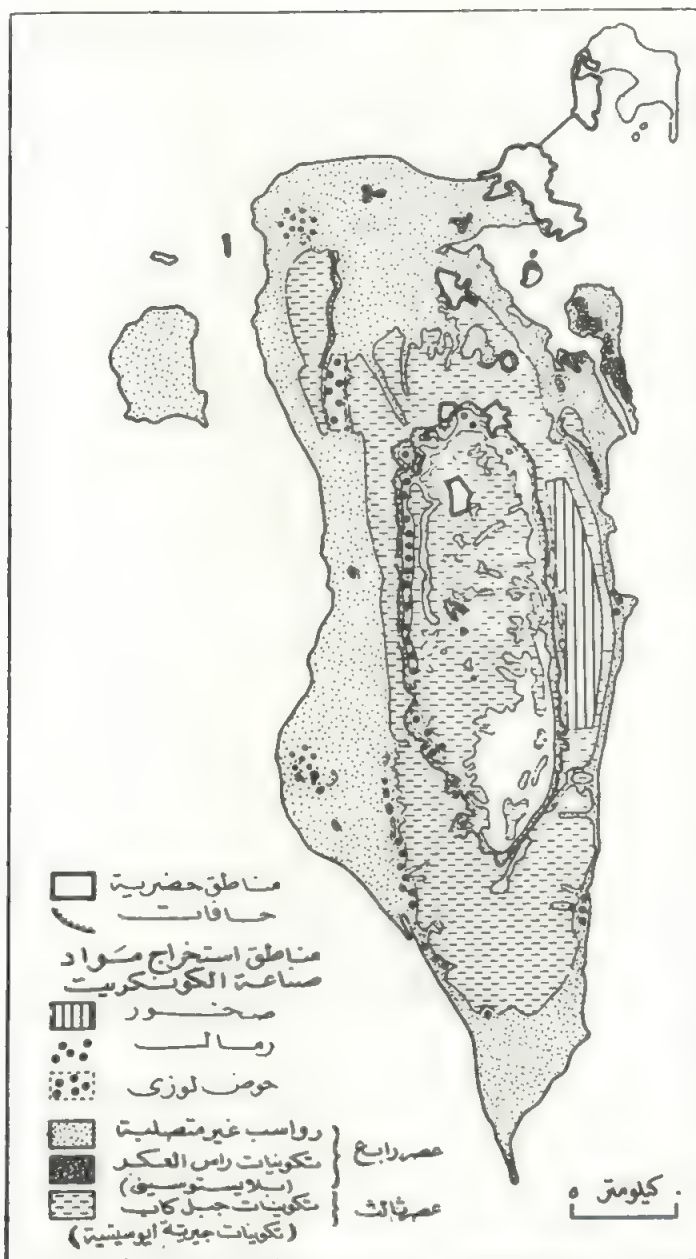 مناطق حضرية
حافات
مناطق استخراج مواد
صناعة الكونكريت
صخور
رمال
حوض لوزى
رواسب غير متصلبة
تكوينات راس العكر
(بلايستوسين)
عصر رابع
تكوينات جبل كاب
(تكوينات جيرية ايوسينية)
عصر ثالث
٥ كيلومتر